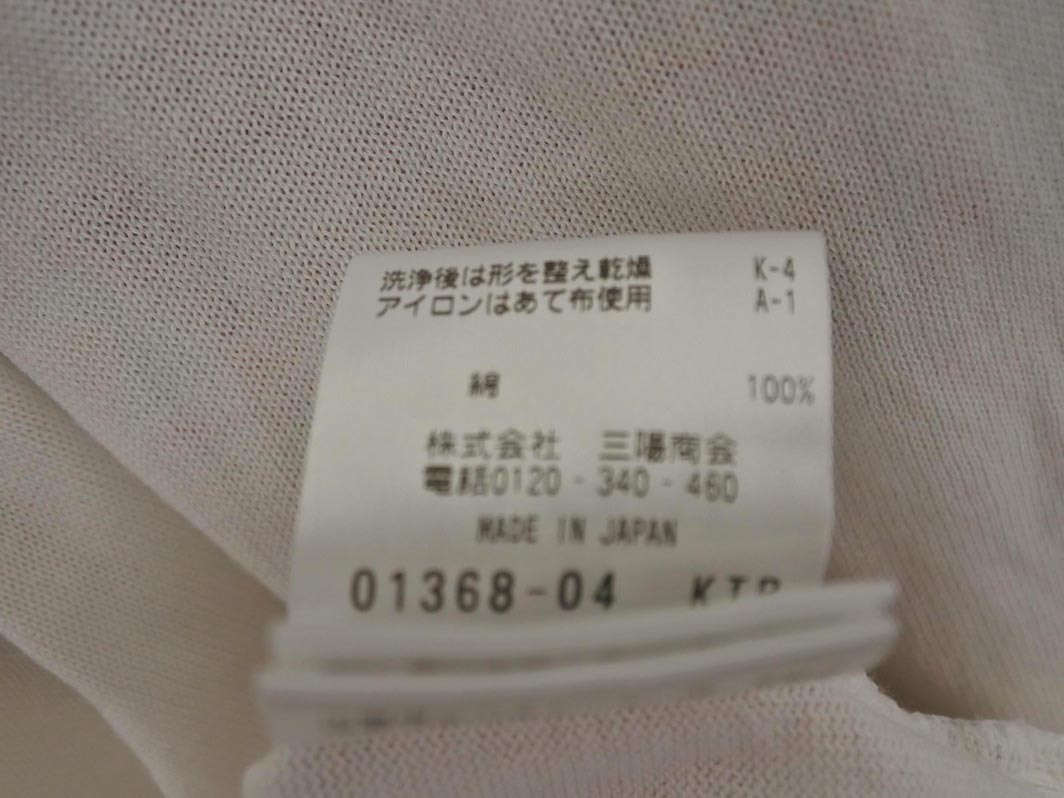 洗浄後は形を整え乾燥 K-4
アイロンはあて布使用 A-1
綿 100%
株式会社 三陽商会
電話0120-340-460
MADE IN JAPAN
01368-04